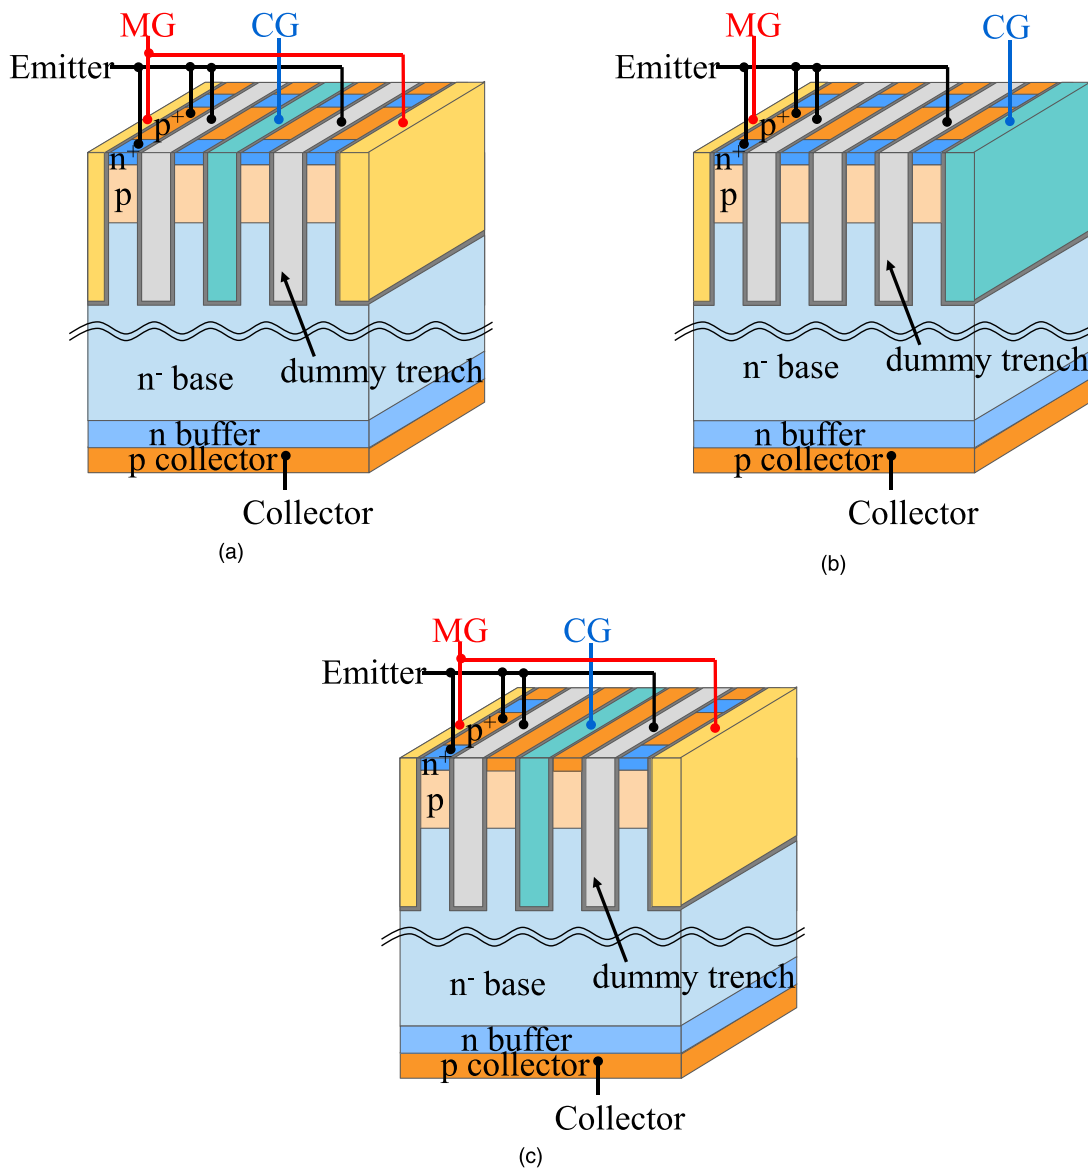 MG
CG
Emitter
p⁺
n⁺
p
n⁻ base
dummy trench
n buffer
p collector
Collector
(a)
MG
CG
Emitter
p⁺
n⁺
p
n⁻ base
dummy trench
n buffer
p collector
Collector
(b)
MG
CG
Emitter
p⁺
n⁺
p
n⁻ base
dummy trench
n buffer
p collector
Collector
(c)